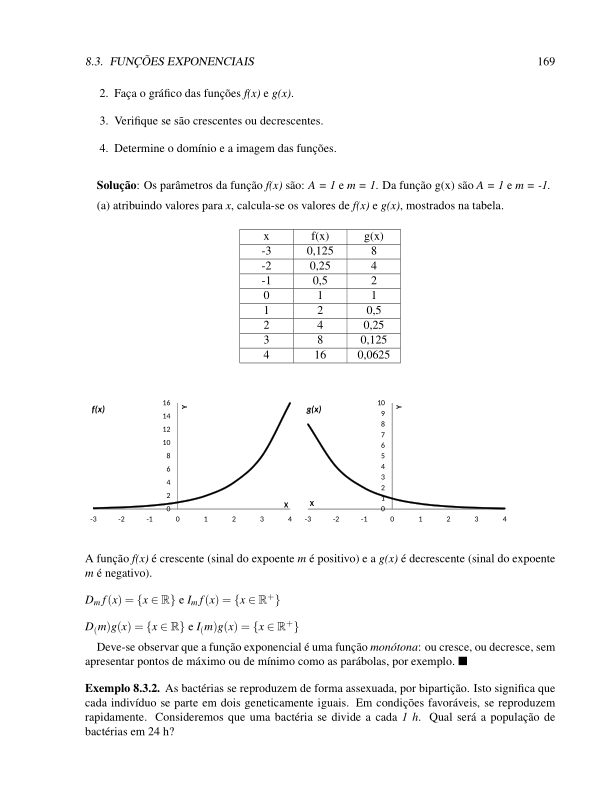 8.3. FUNÇÕES EXPONENCIAIS 169
2. Faça o gráfico das funções f(x) e g(x).
3. Verifique se são crescentes ou decrescentes.
4. Determine o domínio e a imagem das funções.
Solução: Os parâmetros da função f(x) são: A = 1 e m = 1. Da função g(x) são A = 1 e m = -1.
(a) atribuindo valores para x, calcula-se os valores de f(x) e g(x), mostrados na tabela.
x f(x) g(x)
-3 0,125 8
-2 0,25 4
-1 0,5 2
0 1 1
1 2 0,5
2 4 0,25
3 8 0,125
4 16 0,0625
f(x)
16
14
12
10
8
6
4
2
0
Y
X
-3 -2 -1 0 1 2 3 4
g(x)
10
9
8
7
6
5
4
3
2
1
0
Y
X
-3 -2 -1 0 1 2 3 4
A função f(x) é crescente (sinal do expoente m é positivo) e a g(x) é decrescente (sinal do expoente
m é negativo).
D_m f(x) = {x ∈ ℝ} e I_m f(x) = {x ∈ ℝ⁺}
D₍m)g(x) = {x ∈ ℝ} e I₍m)g(x) = {x ∈ ℝ⁺}
Deve-se observar que a função exponencial é uma função monótona: ou cresce, ou decresce, sem
apresentar pontos de máximo ou de mínimo como as parábolas, por exemplo. ■
Exemplo 8.3.2. As bactérias se reproduzem de forma assexuada, por bipartição. Isto significa que
cada indivíduo se parte em dois geneticamente iguais. Em condições favoráveis, se reproduzem
rapidamente. Consideremos que uma bactéria se divide a cada 1 h. Qual será a população de
bactérias em 24 h?